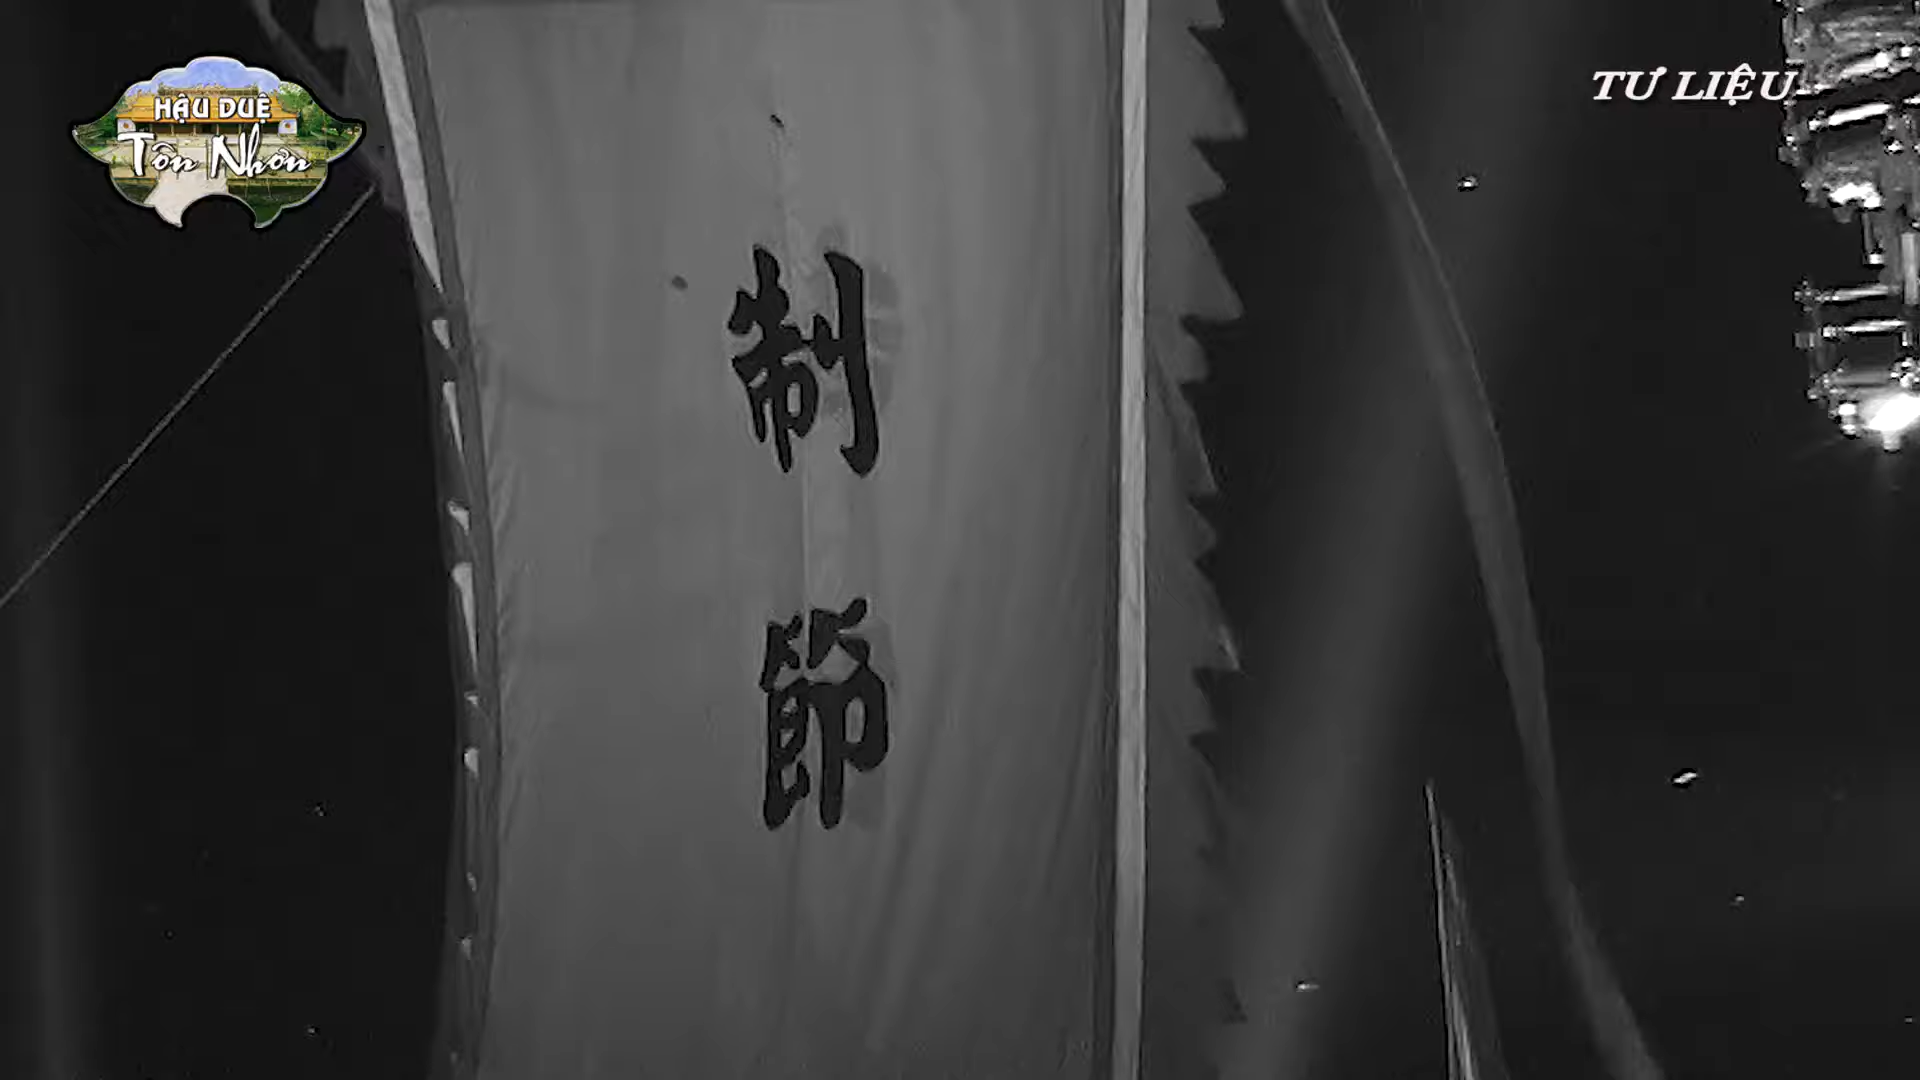 HẬU DUỆ
Tôn Nhơn
TƯ LIỆU
制
節